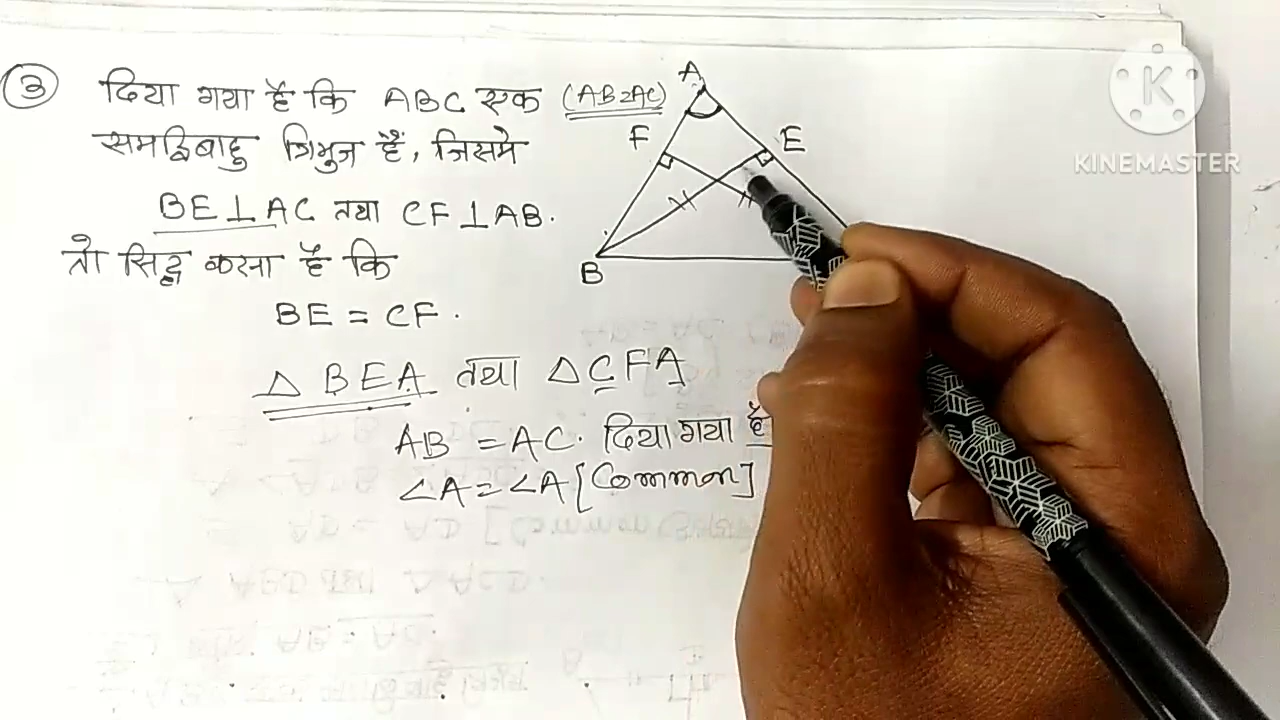 ③ दिया गया है कि ABC एक (AB=AC)
समद्विबाहु त्रिभुज हैं, जिसमे
BE⊥AC तथा CF⊥AB.
तो सिद्ध करना है कि
BE = CF.
△ BEA तथा △CFA
AB = AC. दिया गया है
∠A=∠A [Common]
A
F
E
B
K
KINEMASTER